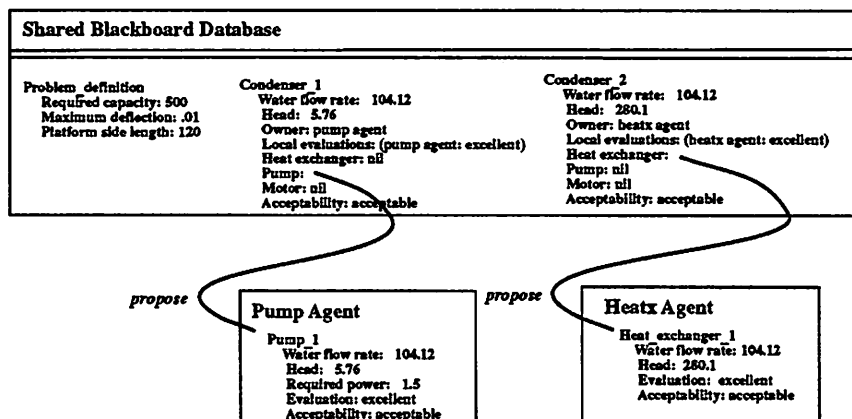 Shared Blackboard Database
Problem_definition
Required capacity: 500
Maximum deflection: .01
Platform side length: 120
Condenser_1
Water flow rate: 104.12
Head: 5.76
Owner: pump agent
Local evaluations: (pump agent: excellent)
Heat exchanger: nil
Pump:
Motor: nil
Acceptability: acceptable
Condenser_2
Water flow rate: 104.12
Head: 280.1
Owner: heatx agent
Local evaluations: (heatx agent: excellent)
Heat exchanger:
Pump: nil
Motor: nil
Acceptability: acceptable
propose
Pump Agent
Pump_1
Water flow rate: 104.12
Head: 5.76
Required power: 1.5
Evaluation: excellent
Acceptability: acceptable
propose
Heatx Agent
Heat_exchanger_1
Water flow rate: 104.12
Head: 280.1
Evaluation: excellent
Acceptability: acceptable